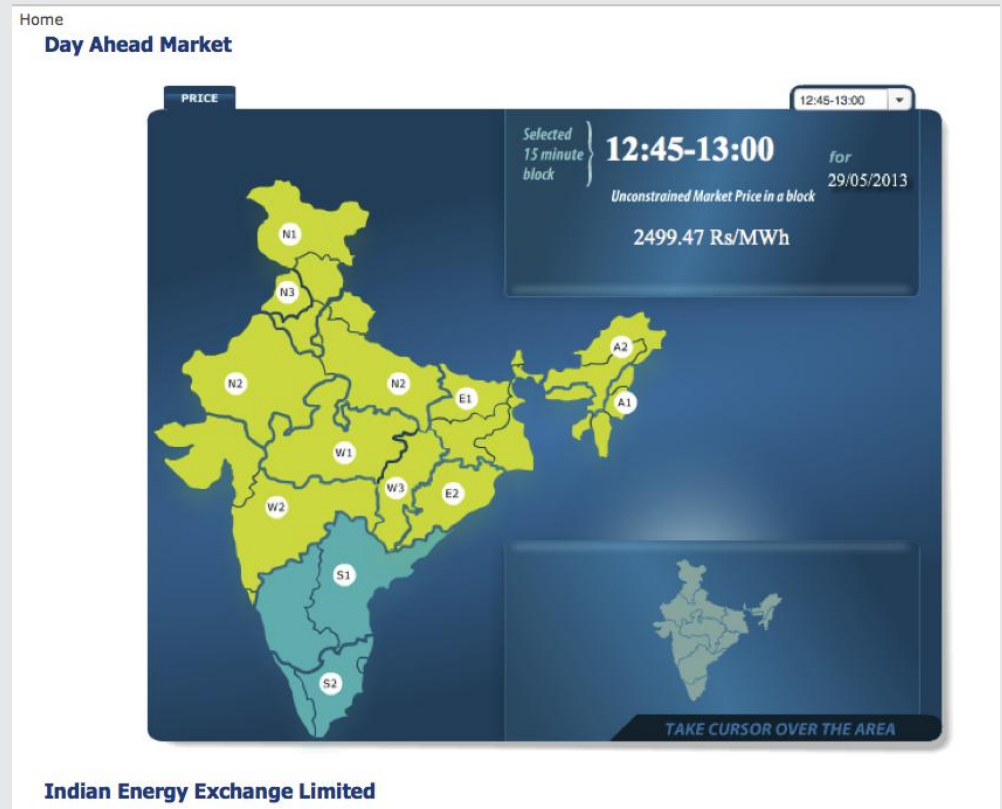 Home
Day Ahead Market
PRICE
12:45-13:00
Selected
15 minute
block
12:45-13:00
for
29/05/2013
Unconstrained Market Price in a block
2499.47 Rs/MWh
N1
N3
A2
N2
N2
E1
A1
W1
W3
E2
W2
S1
S2
TAKE CURSOR OVER THE AREA
Indian Energy Exchange Limited